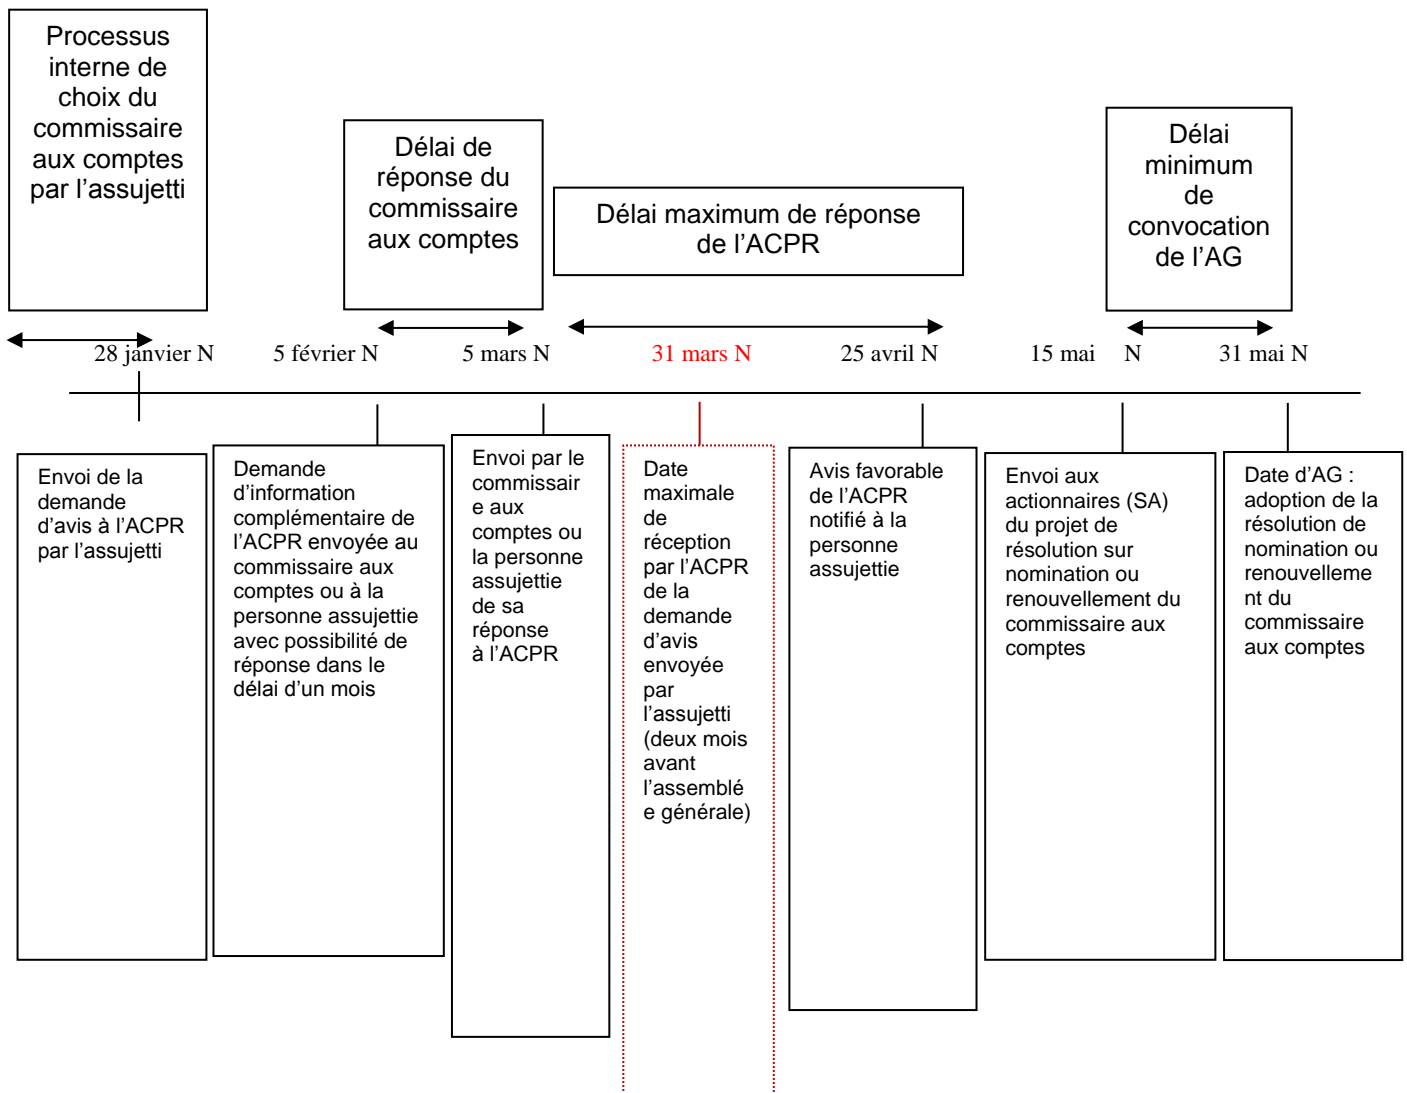 Processus
interne de
choix du
commissaire
aux comptes
par l’assujetti
Délai de
réponse du
commissaire
aux comptes
Délai maximum de réponse
de l’ACPR
Délai
minimum
de
convocation
de l’AG
28 janvier N
5 février N
5 mars N
31 mars N
25 avril N
15 mai N
31 mai N
Envoi de la
demande
d’avis à l’ACPR
par l’assujetti
Demande
d’information
complémentaire de
l’ACPR envoyée au
commissaire aux
comptes ou à la
personne assujettie
avec possibilité de
réponse dans le
délai d’un mois
Envoi par le
commissair
e aux
comptes ou
la personne
assujettie
de sa
réponse
à l’ACPR
Date
maximale
de
réception
par l’ACPR
de la
demande
d’avis
envoyée
par
l’assujetti
(deux mois
avant
l’assemblé
e générale)
Avis favorable
de l’ACPR
notifié à la
personne
assujettie
Envoi aux
actionnaires (SA)
du projet de
résolution sur
nomination ou
renouvellement du
commissaire aux
comptes
Date d’AG :
adoption de la
résolution de
nomination ou
renouvelleme
nt du
commissaire
aux comptes